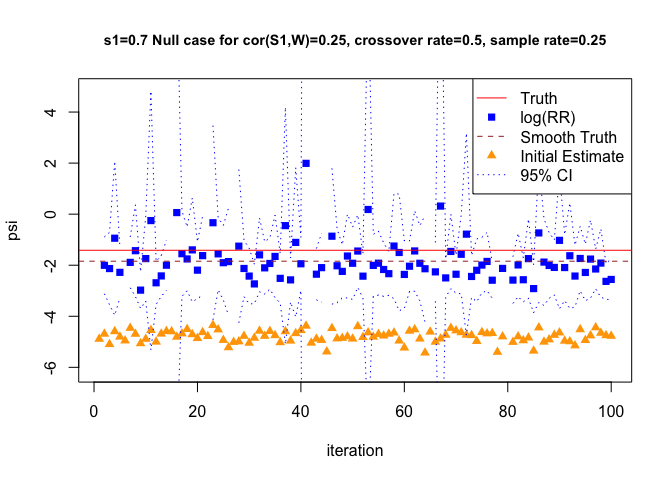 s1=0.7 Null case for cor(S1,W)=0.25, crossover rate=0.5, sample rate=0.25
Truth
log(RR)
Smooth Truth
Initial Estimate
95% CI
psi
4
2
0
-2
-4
-6
0
20
40
60
80
100
iteration